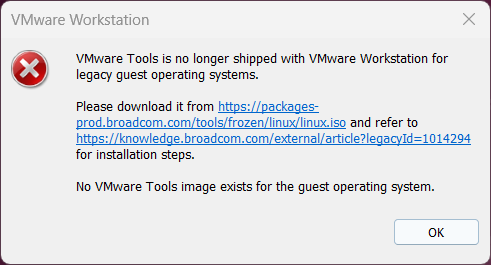 VMware Workstation
VMware Tools is no longer shipped with VMware Workstation for
legacy guest operating systems.
Please download it from https://packages-
prod.broadcom.com/tools/frozen/linux/linux.iso and refer to
https://knowledge.broadcom.com/external/article?legacyId=1014294
for installation steps.
No VMware Tools image exists for the guest operating system.
OK